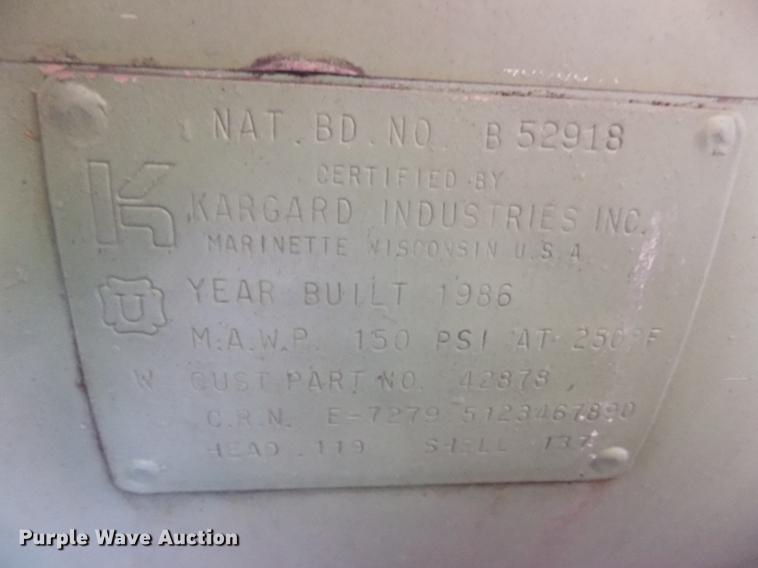 NAT. BD. NO. B 52918
CERTIFIED BY
K KARGARD INDUSTRIES INC.
MARINETTE WISCONSIN U.S.A
U YEAR BUILT 1986
M.A.W.P. 150 PSI AT 250°F
W CUST PART NO. 42878
C.R.N. E-7279.5123467890
HEAD .119 SHELL .137
Purple Wave Auction